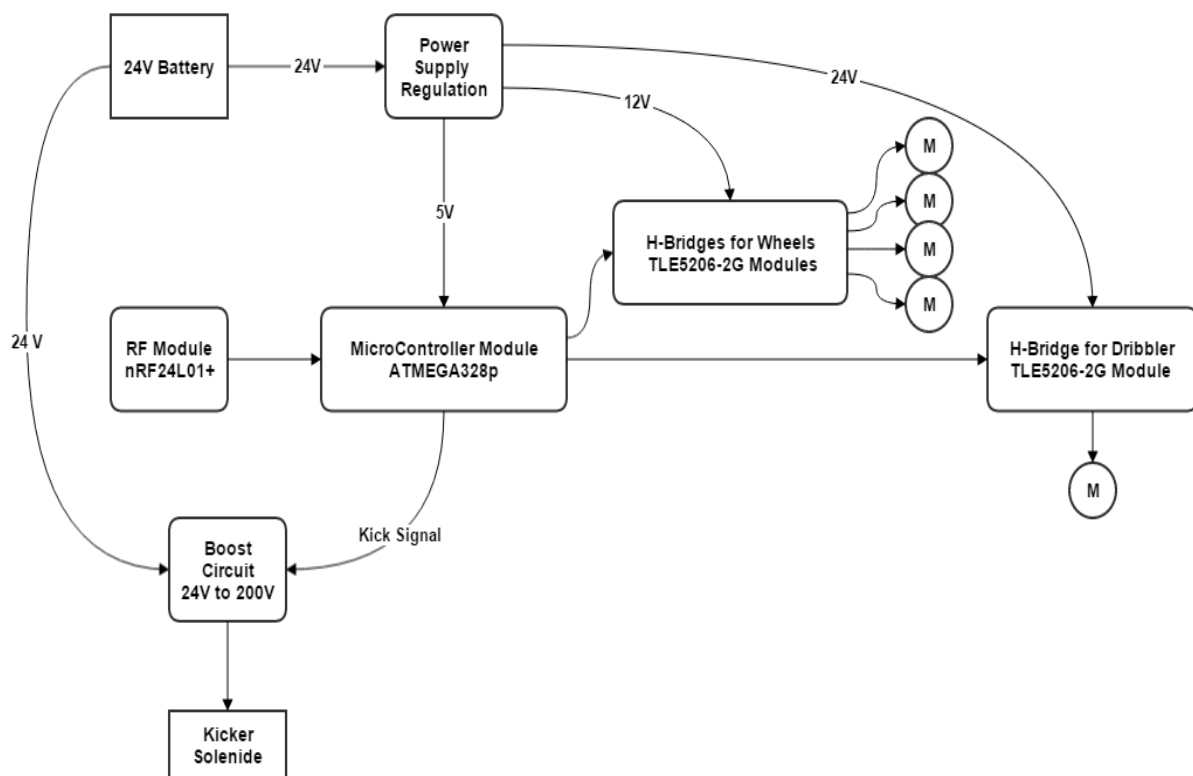 24V Battery
24V
Power
Supply
Regulation
24V
12V
M
M
M
M
5V
H-Bridges for Wheels
TLE5206-2G Modules
24 V
RF Module
nRF24L01+
MicroController Module
ATMEGA328p
H-Bridge for Dribbler
TLE5206-2G Module
M
Kick Signal
Boost
Circuit
24V to 200V
Kicker
Solenide